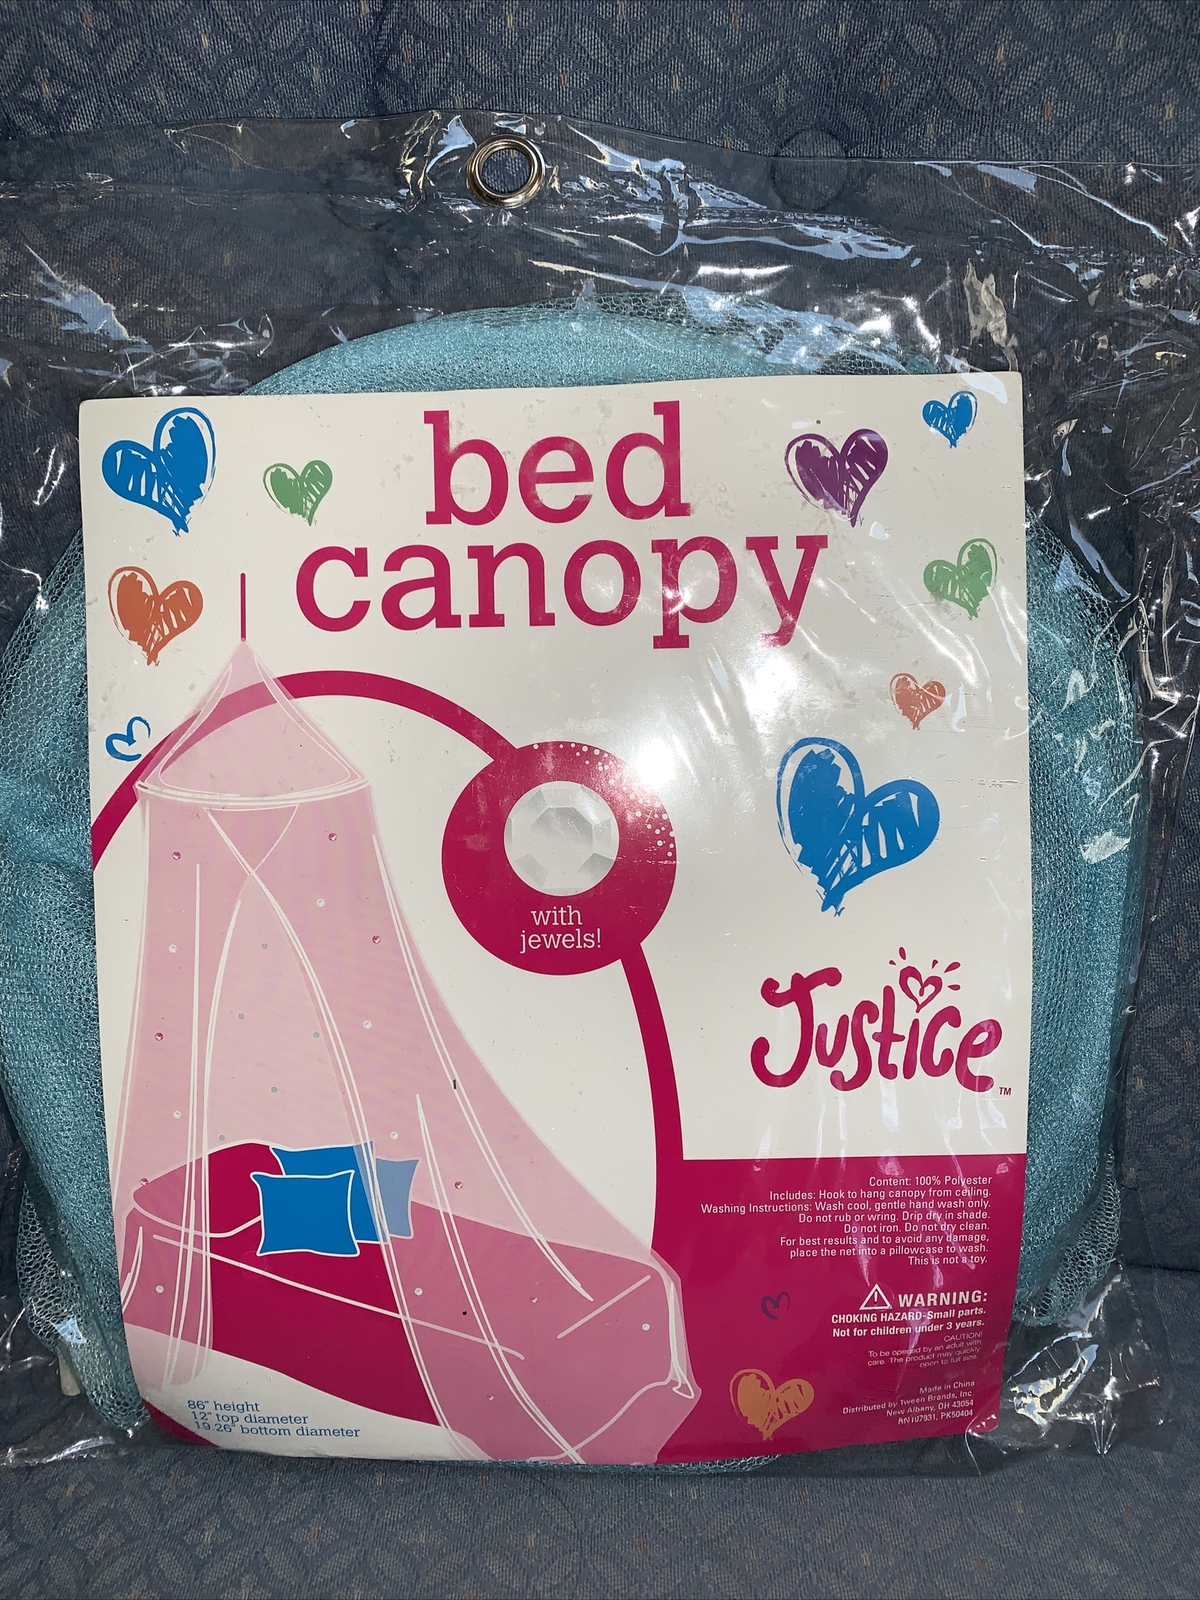 bed
canopy
with
jewels!
Justice
TM
Content: 100% Polyester
Includes: Hook to hang canopy from ceiling.
Washing Instructions: Wash cool, gentle hand wash only.
Do not rub or wring. Drip dry in shade.
Do not iron. Do not dry clean.
For best results and to avoid any damage,
place the net into a pillowcase to wash.
This is not a toy.
WARNING:
CHOKING HAZARD-Small parts.
Not for children under 3 years.
CAUTION!
To be opened by an adult with
care. The product may quickly
open to full size.
Made in China
Distributed by Tween Brands, Inc.
New Albany, OH 43054
RN107931, PK50404
86" height
12" top diameter
19.26" bottom diameter